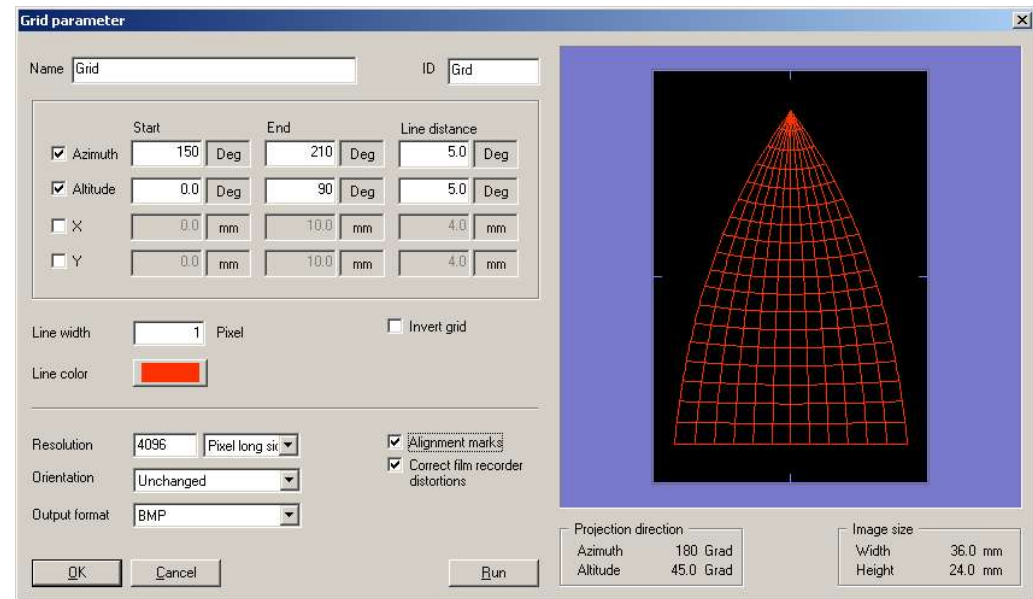 Grid parameter
Name Grid ID Grd
Start End Line distance
Azimuth 150 Deg 210 Deg 5.0 Deg
Altitude 0.0 Deg 90 Deg 5.0 Deg
X 0.0 mm 10.0 mm 4.0 mm
Y 0.0 mm 10.0 mm 4.0 mm
Line width 1 Pixel Invert grid
Line color
Resolution 4096 Pixel long sic Alignment marks
Orientation Unchanged Correct film recorder
distortions
Output format BMP
OK Cancel Run
Projection direction
Azimuth 180 Grad
Altitude 45.0 Grad
Image size
Width 36.0 mm
Height 24.0 mm